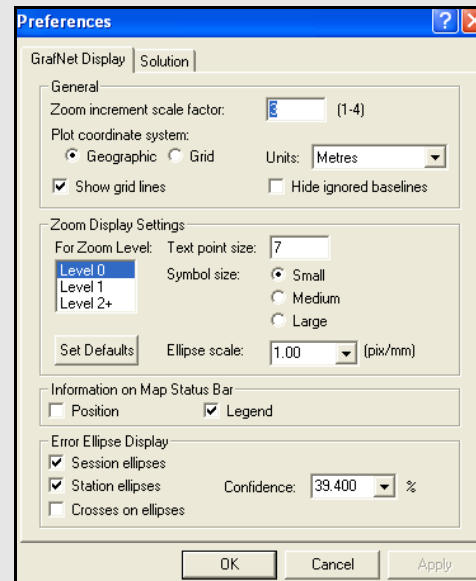 Preferences
GrafNet Display Solution
General
Zoom increment scale factor: 3 (1-4)
Plot coordinate system:
Geographic Grid Units: Metres
Show grid lines Hide ignored baselines
Zoom Display Settings
For Zoom Level: Text point size: 7
Level 0 Symbol size: Small
Level 1 Medium
Level 2+ Large
Set Defaults Ellipse scale: 1.00 (pix/mm)
Information on Map Status Bar
Position Legend
Error Ellipse Display
Session ellipses
Station ellipses Confidence: 39.400 %
Crosses on ellipses
OK Cancel Apply